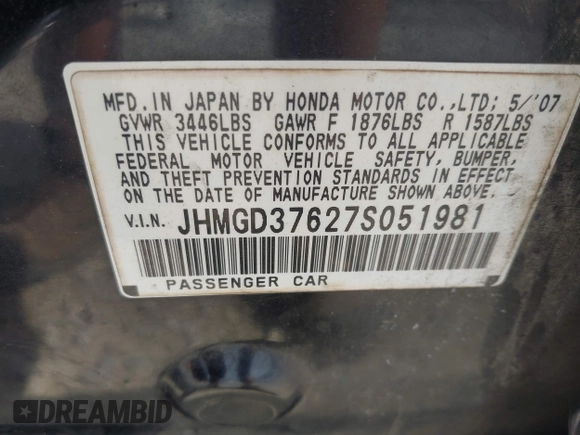 MFD. IN JAPAN BY HONDA MOTOR CO.,LTD; 5/'07
GVWR 3446LBS GAWR F 1876LBS R 1587LBS
THIS VEHICLE CONFORMS TO ALL APPLICABLE
FEDERAL MOTOR VEHICLE SAFETY, BUMPER,
AND THEFT PREVENTION STANDARDS IN EFFECT
ON THE DATE OF MANUFACTURE SHOWN ABOVE.
V.I.N. JHMGD37627S051981
PASSENGER CAR
DREAMBID